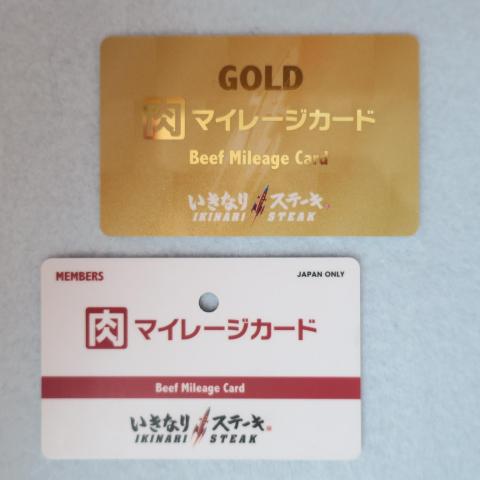 GOLD
肉 マイレージカード
Beef Mileage Card
いきなり ステーキ
IKINARI STEAK
MEMBERS JAPAN ONLY
肉 マイレージカード
Beef Mileage Card
いきなり ステーキ
IKINARI STEAK